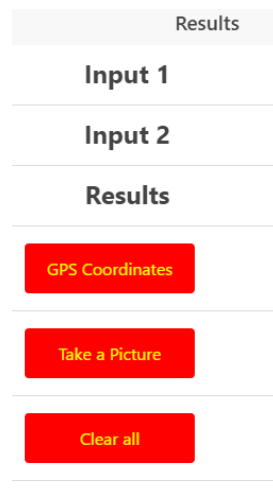 Results
Input 1
Input 2
Results
GPS Coordinates
Take a Picture
Clear all